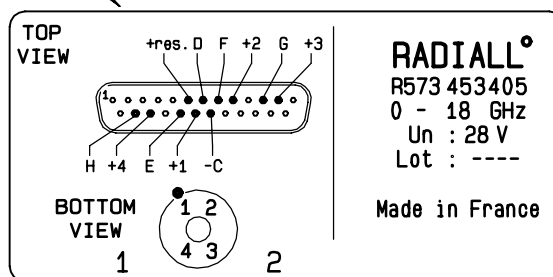 TOP
VIEW
+res. D F +2 G +3
1
H +4 E +1 -C
BOTTOM
VIEW
1 2
4 3
1 2
RADIALL°
R573 453405
0 - 18 GHz
Un : 28 V
Lot : ----
Made in France